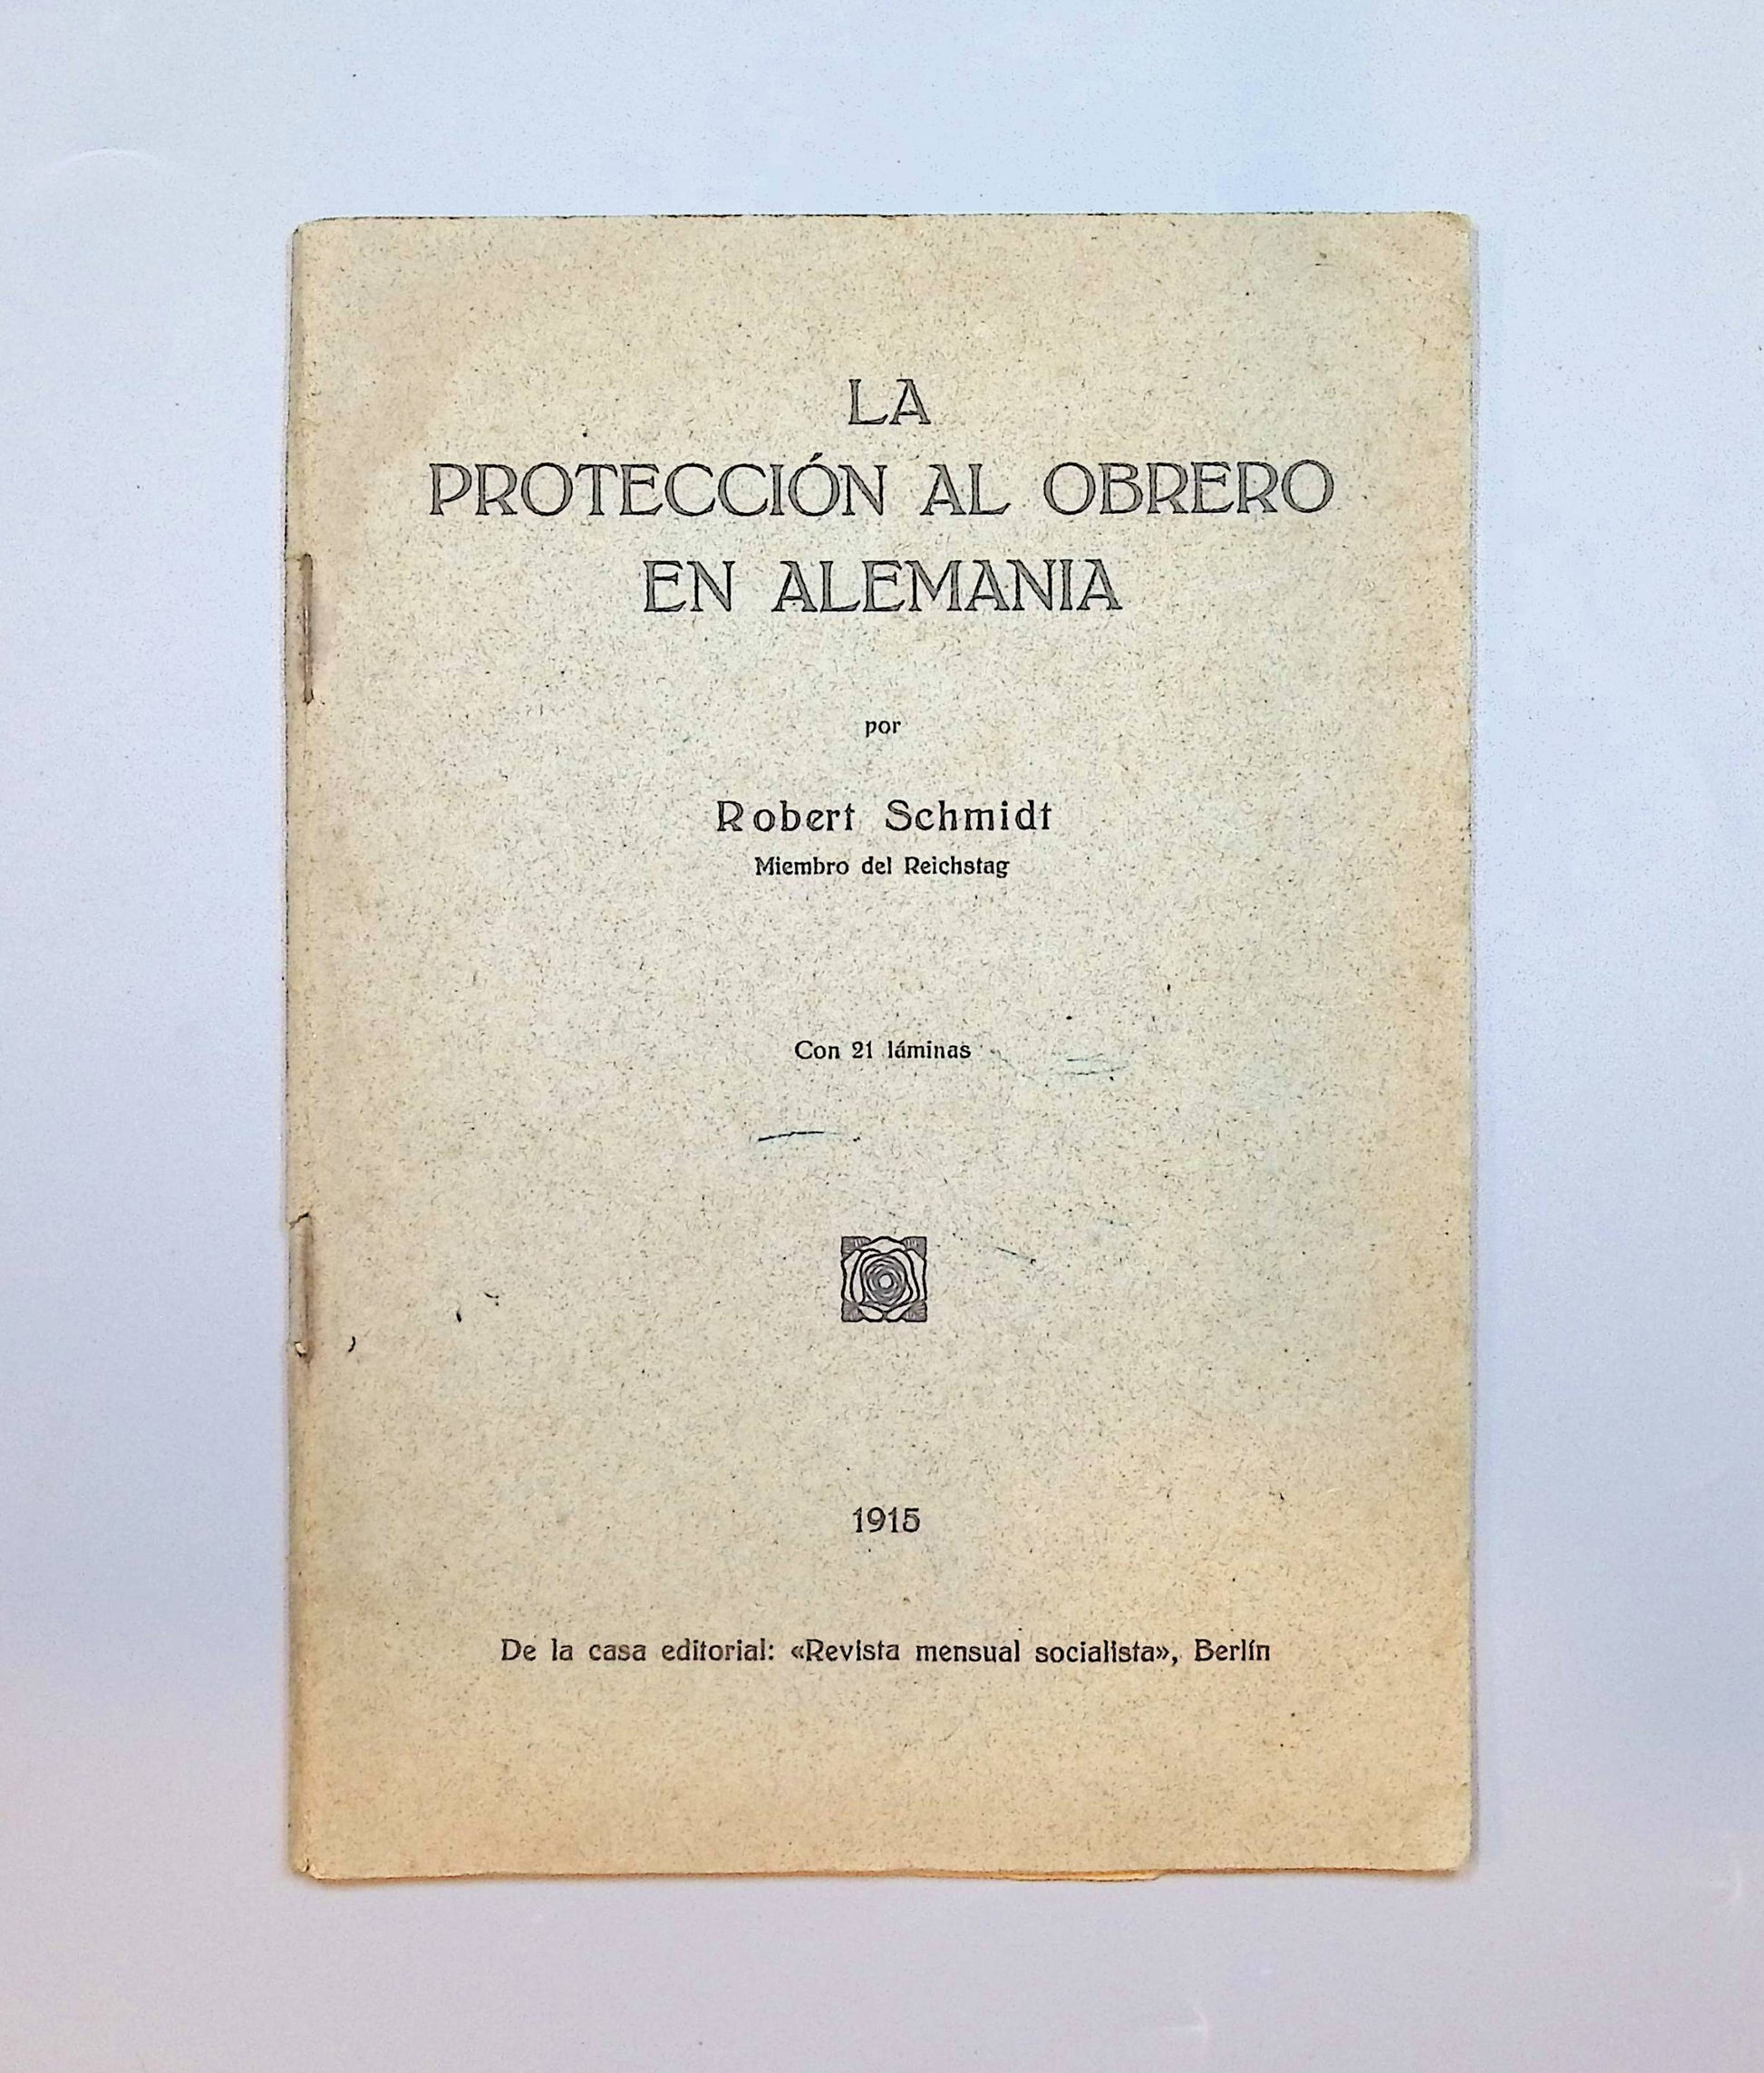 LA
PROTECCIÓN AL OBRERO
EN ALEMANIA
por
Robert Schmidt
Miembro del Reichstag
Con 21 láminas
1915
De la casa editorial: «Revista mensual socialista», Berlín